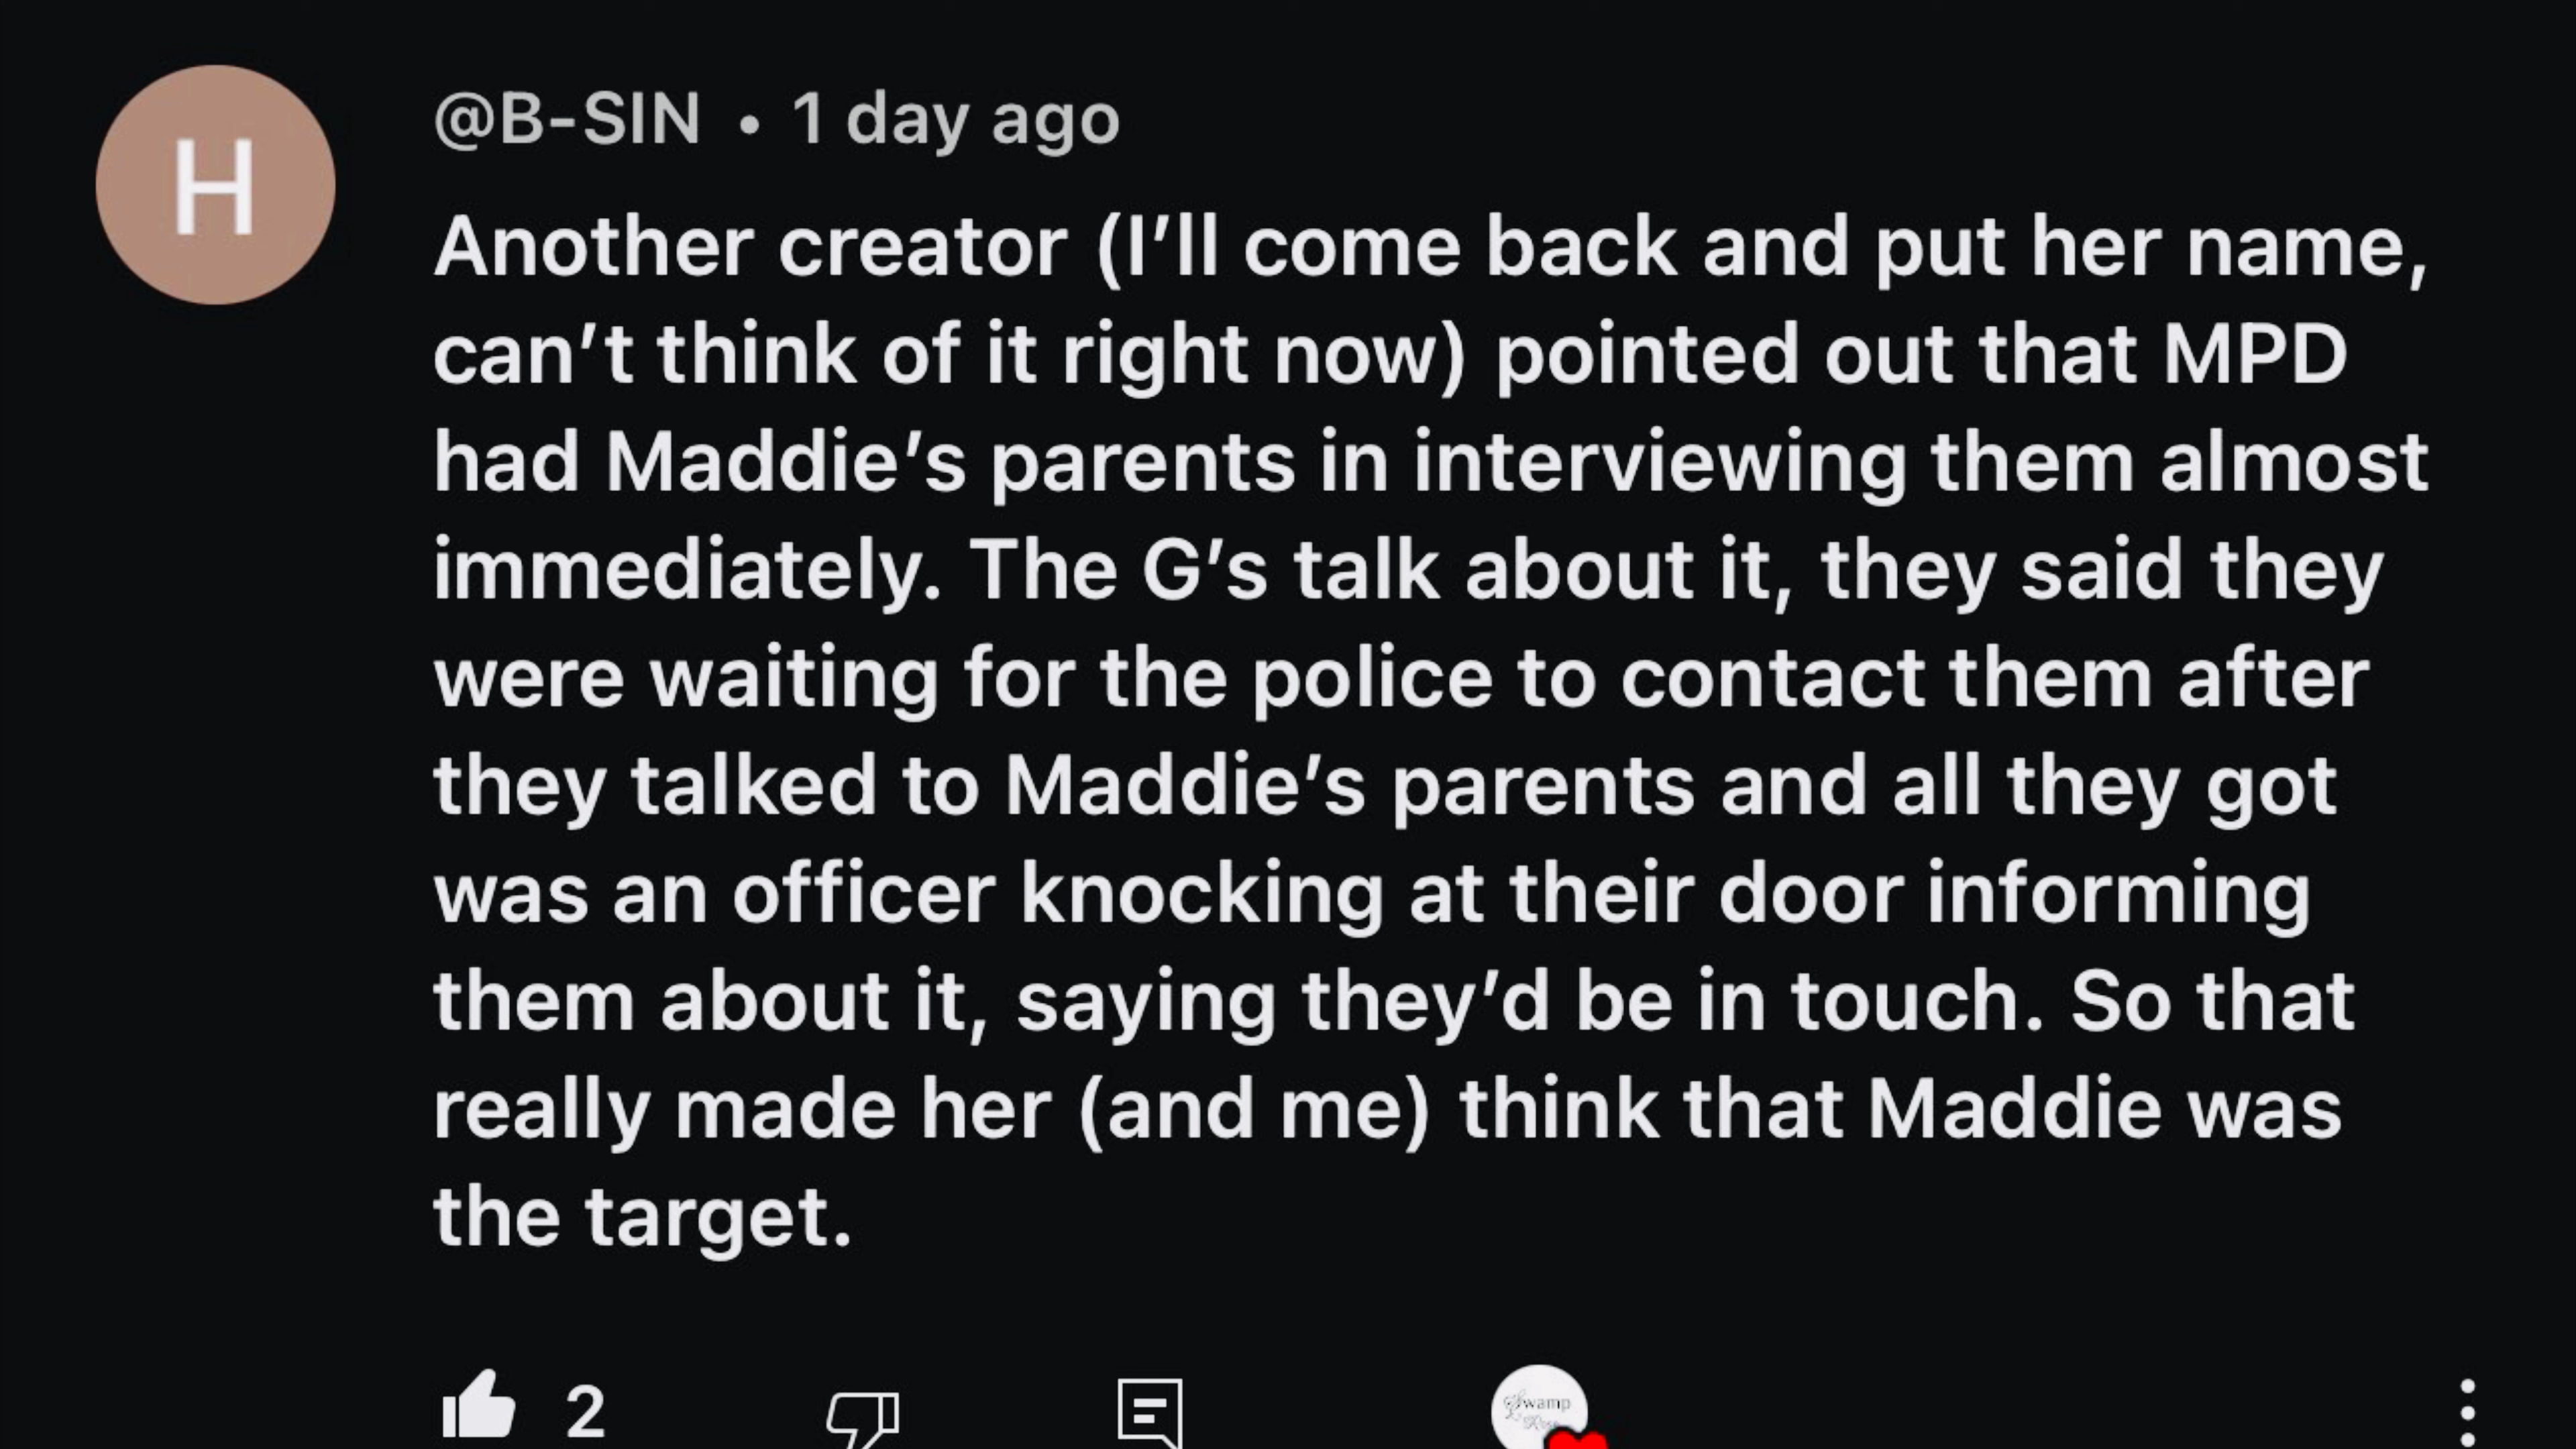 H
@B-SIN • 1 day ago
Another creator (I’ll come back and put her name,
can’t think of it right now) pointed out that MPD
had Maddie’s parents in interviewing them almost
immediately. The G’s talk about it, they said they
were waiting for the police to contact them after
they talked to Maddie’s parents and all they got
was an officer knocking at their door informing
them about it, saying they’d be in touch. So that
really made her (and me) think that Maddie was
the target.
2
Swamp
Rose